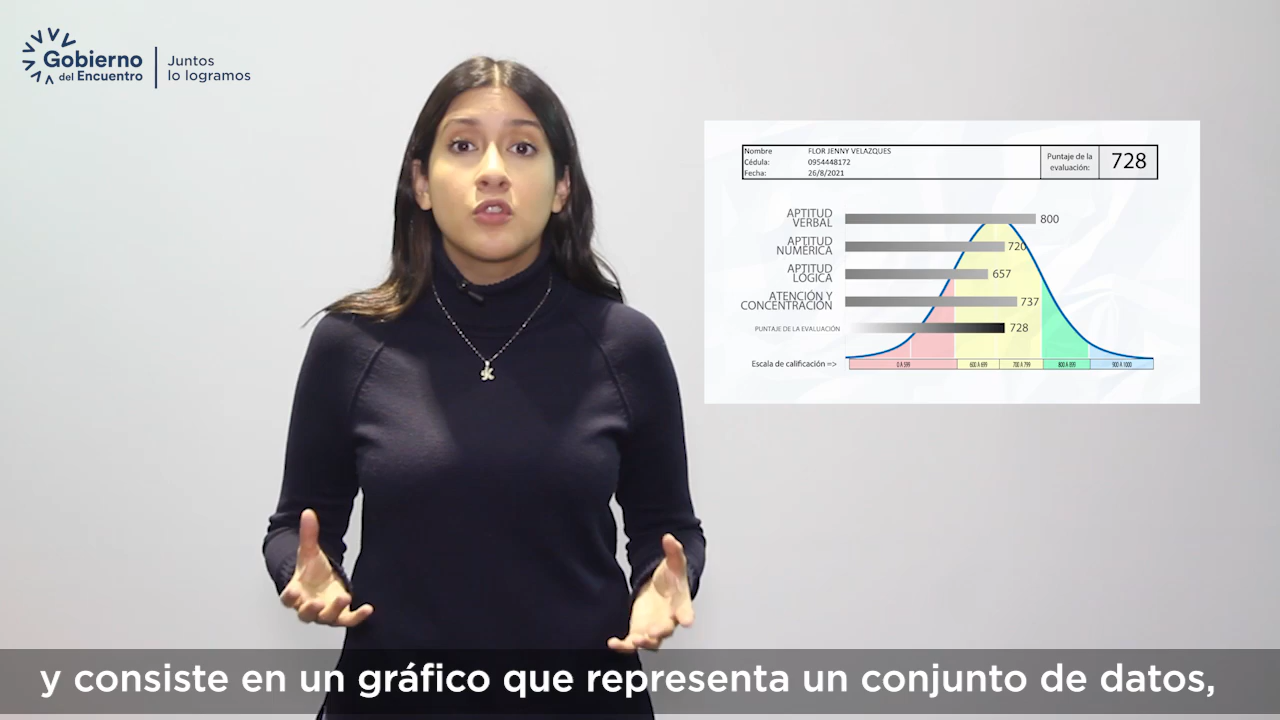 Gobierno
del Encuentro
Juntos
lo logramos
Nombre FLOR JENNY VELAZQUES
Cédula: 0954448172
Fecha: 26/8/2021
Puntaje de la
evaluación:
728
APTITUD
VERBAL
800
APTITUD
NUMÉRICA
720
APTITUD
LÓGICA
657
ATENCIÓN Y
CONCENTRACIÓN
737
PUNTAJE DE LA EVALUACIÓN
728
Escala de calificación =>
0 A 599 600 A 699 700 A 799 800 A 899 900 A 1000
y consiste en un gráfico que representa un conjunto de datos,